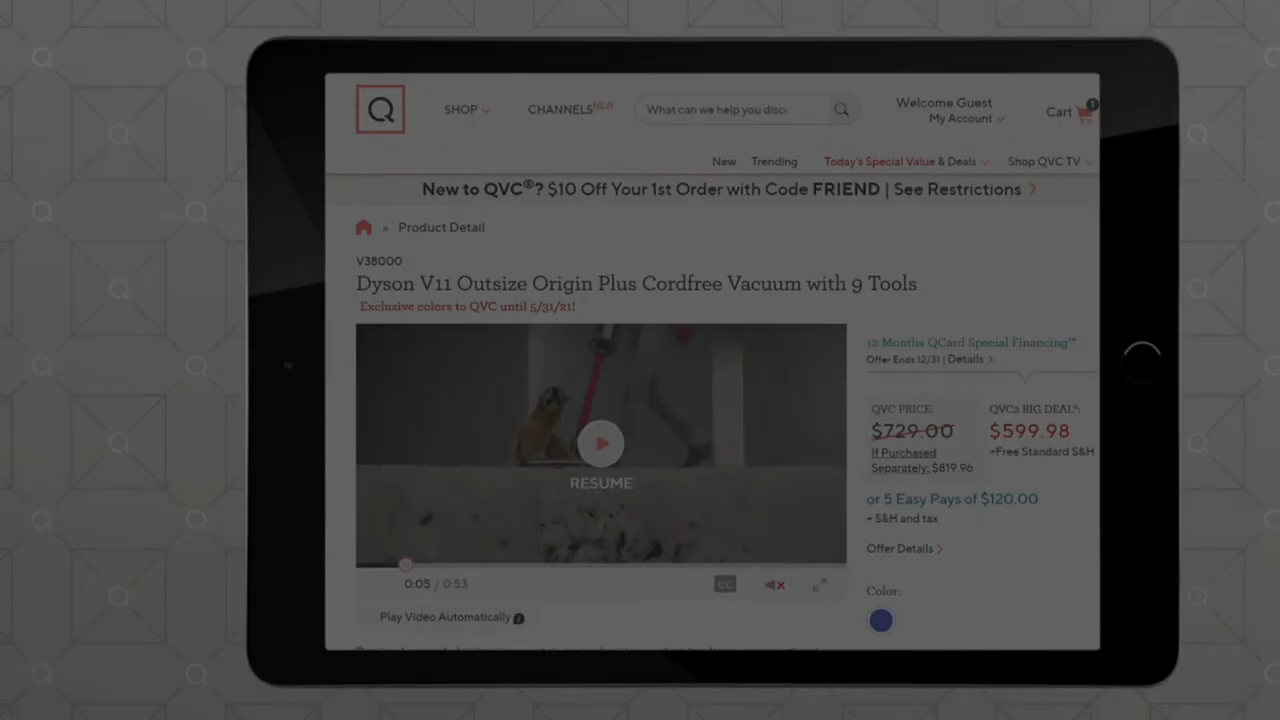 Q
SHOP
CHANNELS NEW
What can we help you disc
Welcome Guest
My Account
Cart
1
New
Trending
Today's Special Value & Deals
Shop QVC TV
New to QVC®? $10 Off Your 1st Order with Code FRIEND | See Restrictions
» Product Detail
V38000
Dyson V11 Outsize Origin Plus Cordfree Vacuum with 9 Tools
Exclusive colors to QVC until 5/31/21!
RESUME
0:05 / 0:53
CC
Play Video Automatically
12 Months QCard Special Financing™
Offer Ends 12/31 | Details
QVC PRICE:
$729.00
If Purchased
Separately: $819.96
QVC2 BIG DEAL®:
$599.98
+Free Standard S&H
or 5 Easy Pays of $120.00
+ S&H and tax
Offer Details
Color: